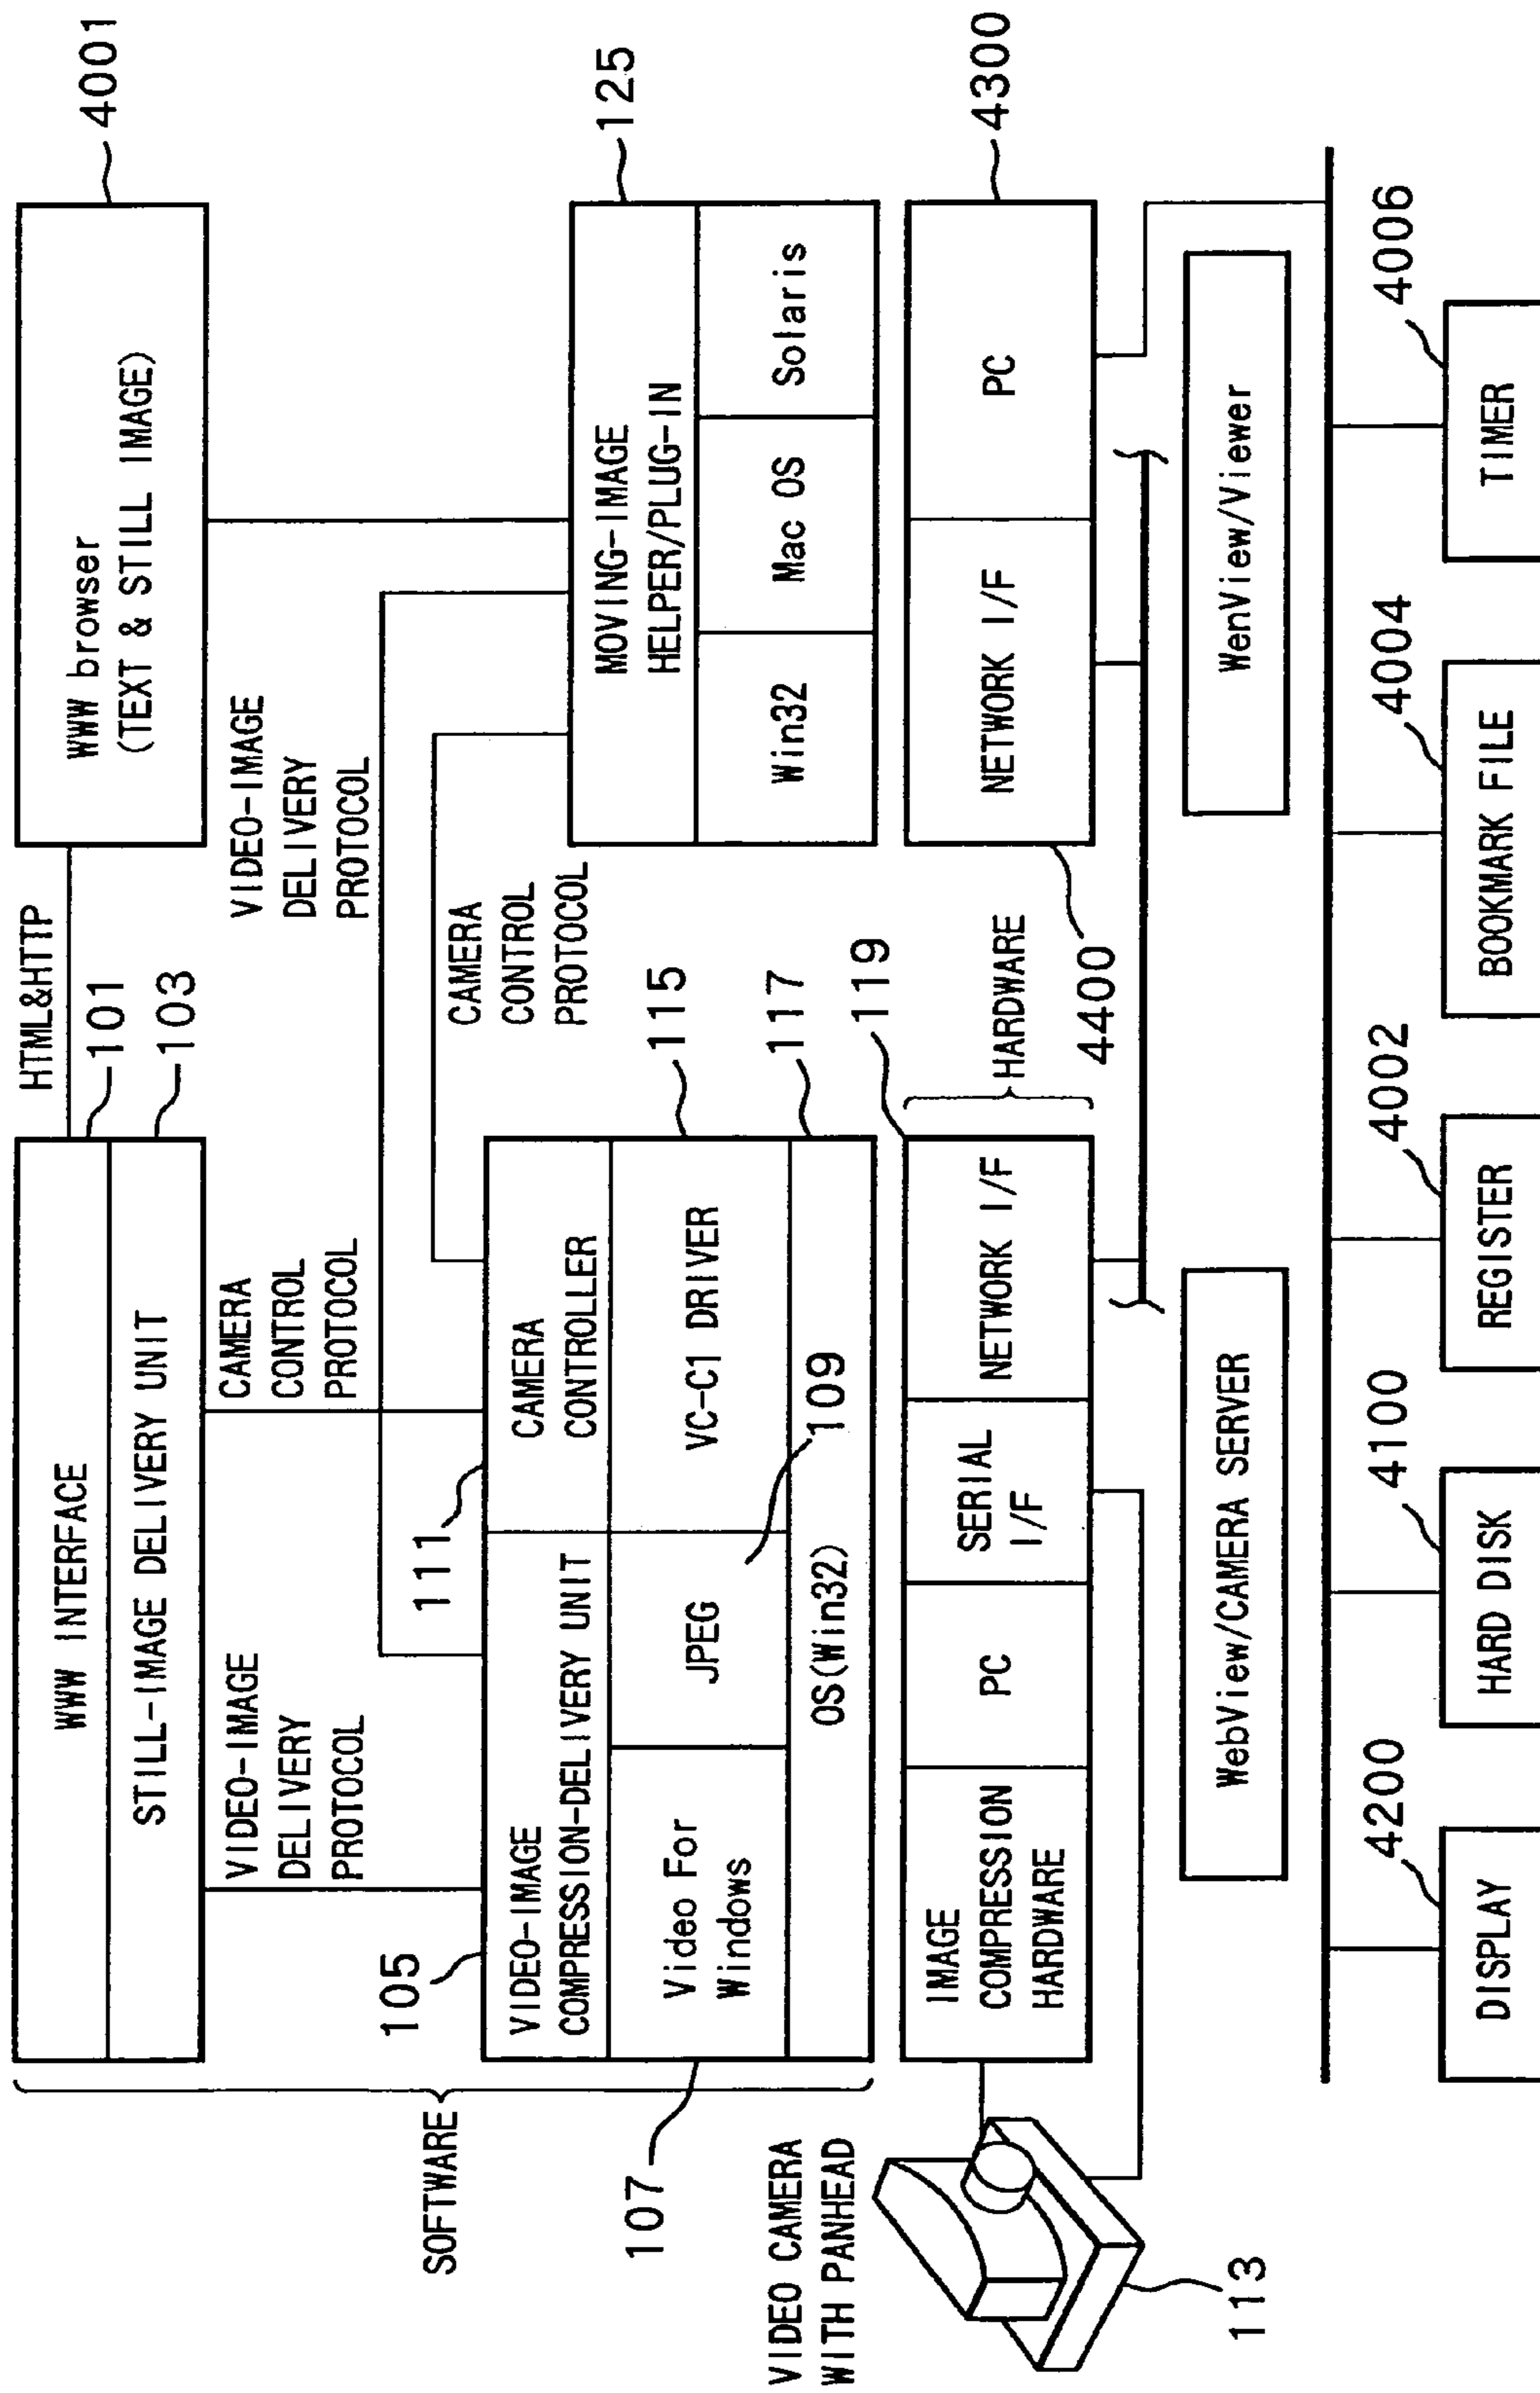 WWW INTERFACE
101
STILL-IMAGE DELIVERY UNIT
103
HTML&HTTP
WWW browser
(TEXT & STILL IMAGE)
4001
SOFTWARE
VIDEO-IMAGE
DELIVERY
PROTOCOL
CAMERA
CONTROL
PROTOCOL
VIDEO-IMAGE
DELIVERY
PROTOCOL
CAMERA
CONTROL
PROTOCOL
105
VIDEO-IMAGE
COMPRESSION-DELIVERY UNIT
111
CAMERA
CONTROLLER
107
Video For
Windows
JPEG
109
VC-C1 DRIVER
115
OS(Win32)
117
MOVING-IMAGE
HELPER/PLUG-IN
125
Win32
Mac OS
Solaris
VIDEO CAMERA
WITH PANHEAD
113
IMAGE
COMPRESSION
HARDWARE
PC
SERIAL
I/F
NETWORK I/F
119
HARDWARE
4400
NETWORK I/F
PC
4300
WebView/CAMERA SERVER
WenView/Viewer
DISPLAY
4200
HARD DISK
4100
REGISTER
4002
BOOKMARK FILE
4004
TIMER
4006